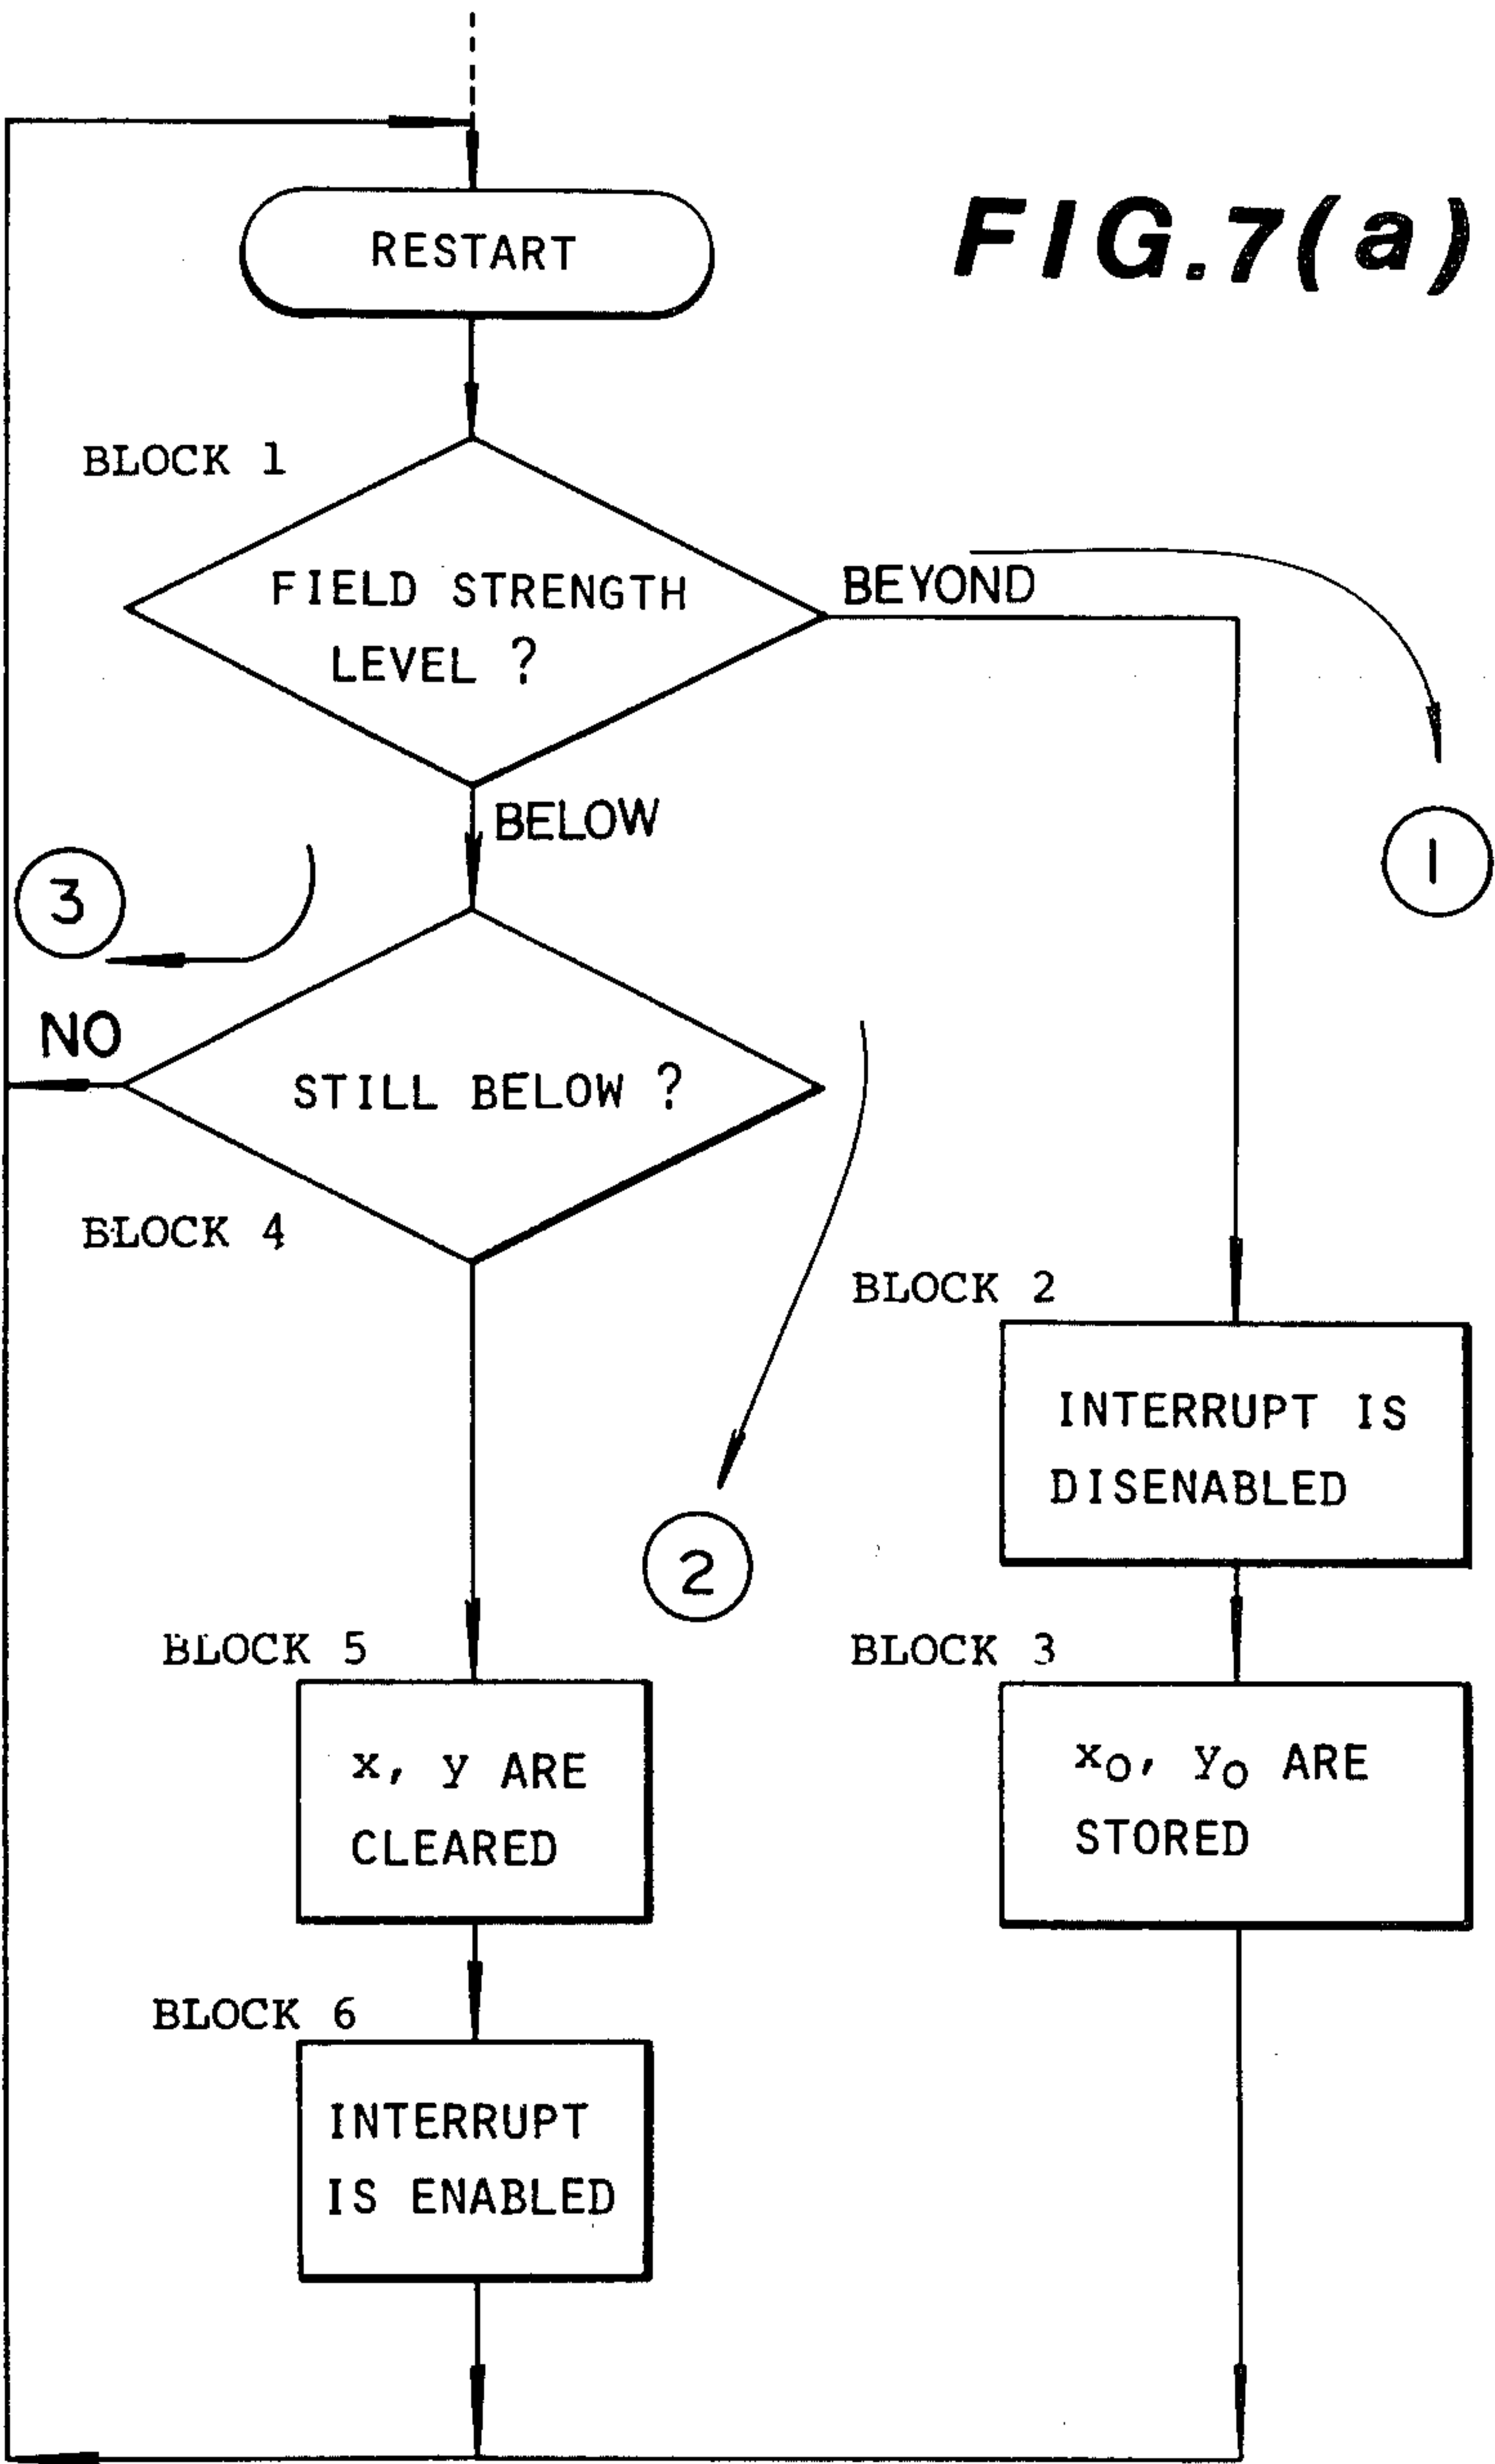 FIG.7(a)
RESTART
BLOCK 1
FIELD STRENGTH
LEVEL ?
BEYOND
1
BELOW
3
NO
STILL BELOW ?
BLOCK 4
2
BLOCK 2
INTERRUPT IS
DISENABLED
BLOCK 5
x, y ARE
CLEARED
BLOCK 3
x₀, y₀ ARE
STORED
BLOCK 6
INTERRUPT
IS ENABLED